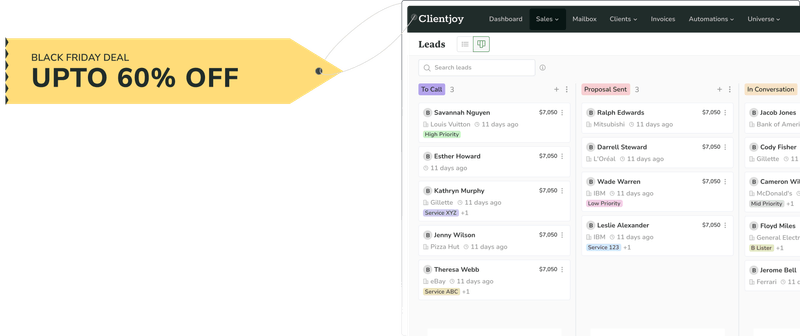 BLACK FRIDAY DEAL
UPTO 60% OFF
Clientjoy
Dashboard
Sales
Mailbox
Clients
Invoices
Automations
Universe
Leads
Search leads
To Call 3
B Savannah Nguyen $7,050
Louis Vuitton 11 days ago
High Priority
B Esther Howard $7,050
11 days ago
B Kathryn Murphy $7,050
Gillette 11 days ago
Service XYZ +1
B Jenny Wilson $7,050
Pizza Hut 11 days ago
B Theresa Webb $7,050
eBay 11 days ago
Service ABC +1
Proposal Sent 3
B Ralph Edwards $7,050
Mitsubishi 11 days ago
B Darrell Steward $7,050
L'Oréal 11 days ago
B Wade Warren $7,050
IBM 11 days ago
Low Priority
B Leslie Alexander $7,050
IBM 11 days ago
Service 123 +1
In Conversation
B Jacob Jones
Bank of Ameri
B Cody Fisher
Gillette 11
B Cameron Wil
McDonald's
Mid Priority +1
B Floyd Miles
General Electr
B Lister +1
B Jerome Bell
Ferrari 11 d